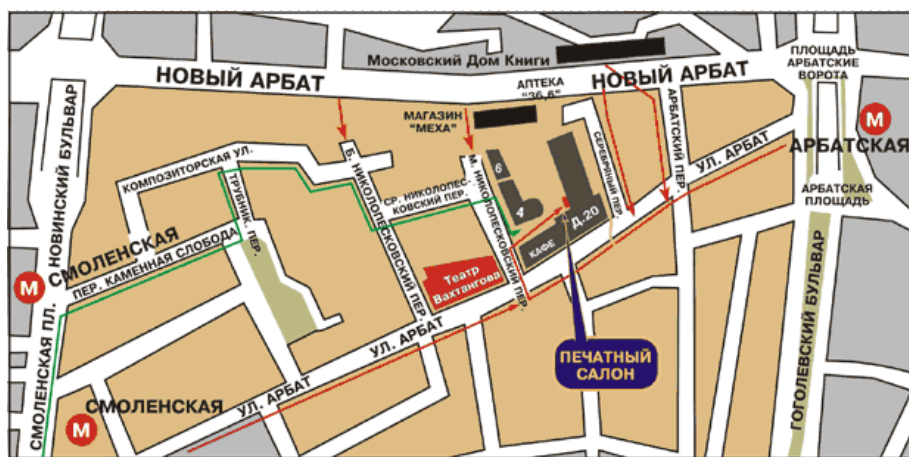 Московский Дом Книги
НОВЫЙ АРБАТ
НОВЫЙ АРБАТ
ПЛОЩАДЬ
АРБАТСКИЕ
ВОРОТА
АПТЕКА
"36,6"
МАГАЗИН
"МЕХА"
М
АРБАТСКАЯ
НОВИНСКИЙ БУЛЬВАР
КОМПОЗИТОРСКАЯ УЛ.
ТРУБНИК. ПЕР.
Б. НИКОЛОПЕСКОВСКИЙ ПЕР.
СР. НИКОЛОПЕС-
КОВСКИЙ ПЕР.
М. НИКОЛОПЕСКОВСКИЙ ПЕР.
6
4
Д.20
КАФЕ
СЕРЕБРЯНЫЙ ПЕР.
АРБАТСКИЙ ПЕР.
УЛ. АРБАТ
АРБАТСКАЯ
ПЛОЩАДЬ
М
СМОЛЕНСКАЯ
ПЕР. КАМЕННАЯ СЛОБОДА
Театр
Вахтангова
УЛ. АРБАТ
ПЕЧАТНЫЙ
САЛОН
ГОГОЛЕВСКИЙ БУЛЬВАР
СМОЛЕНСКАЯ ПЛ.
М
СМОЛЕНСКАЯ
УЛ. АРБАТ